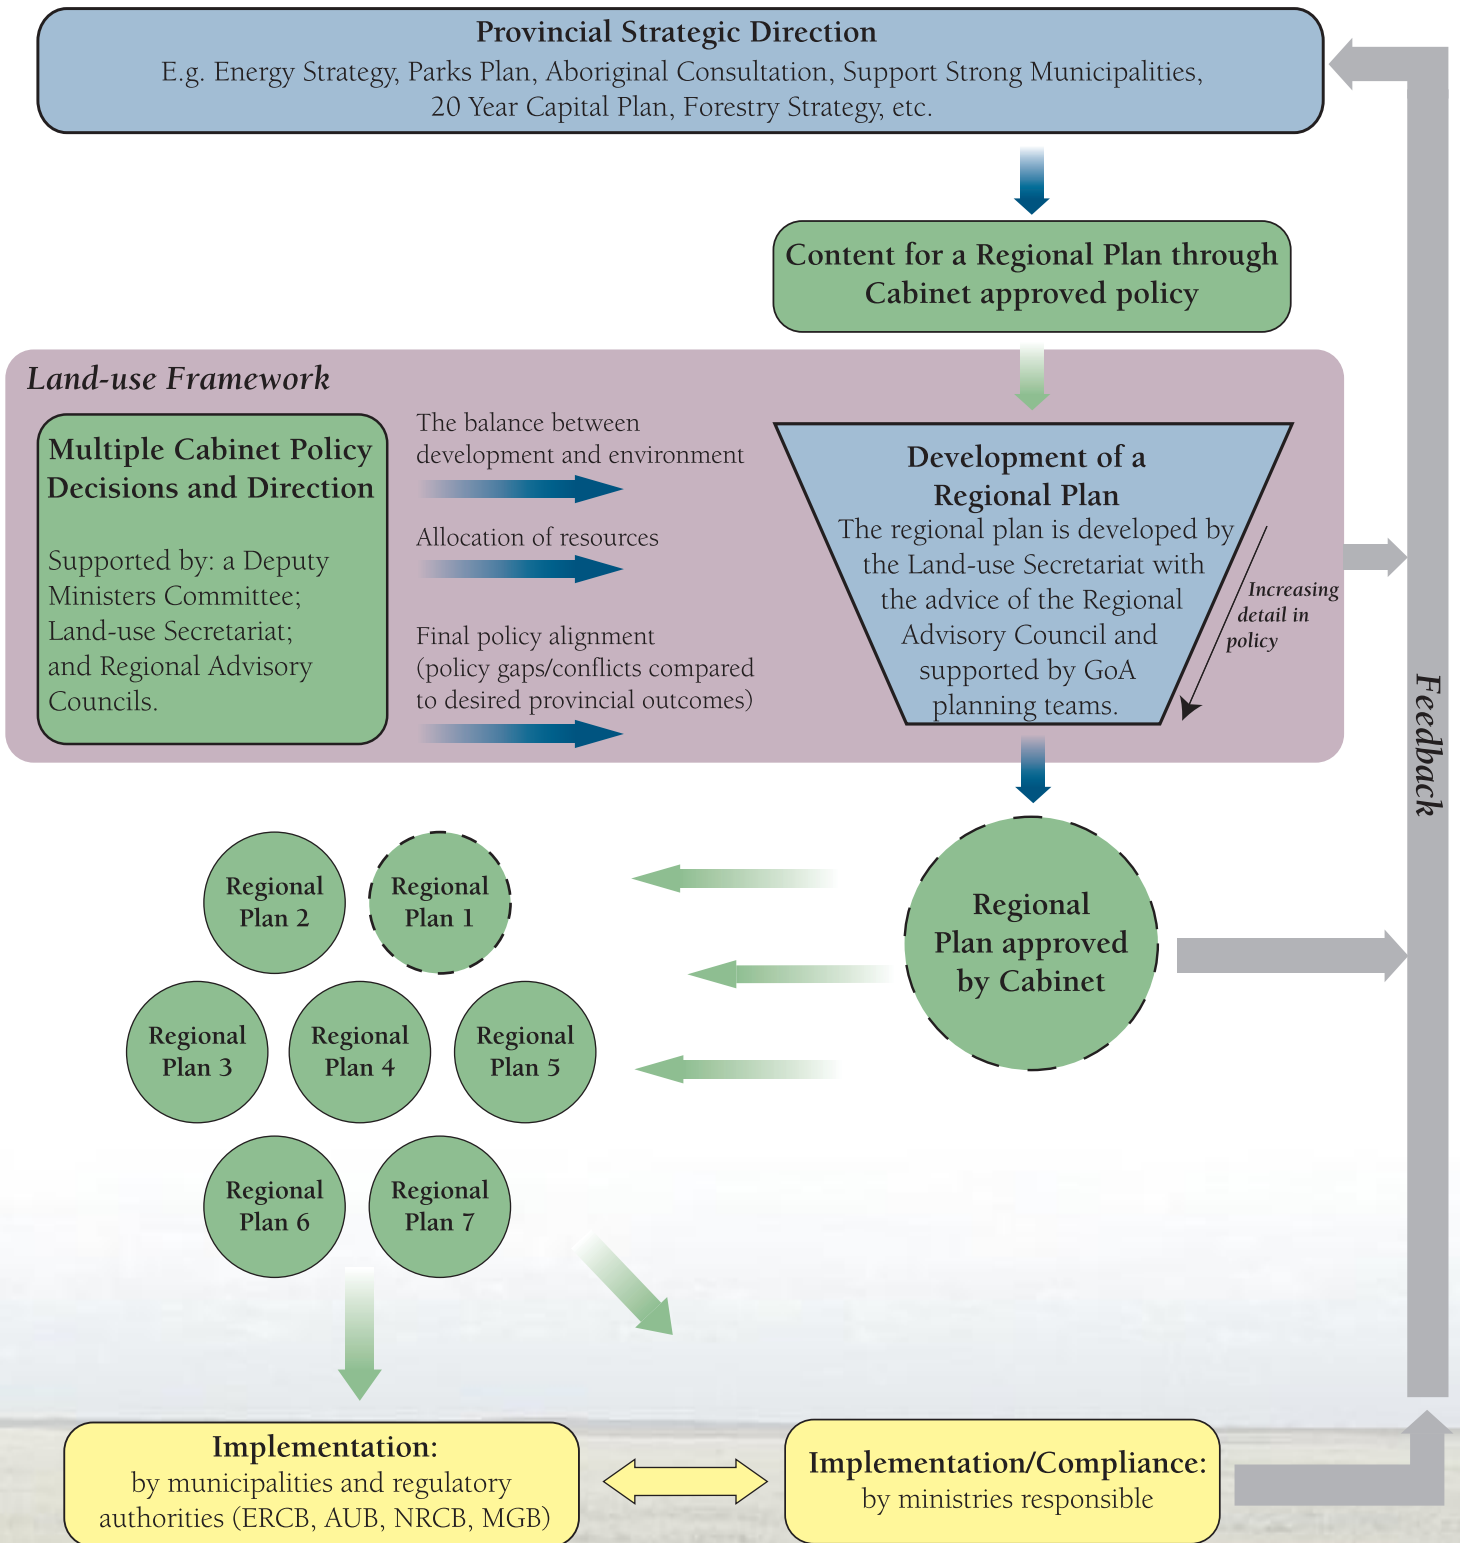 Provincial Strategic Direction
E.g. Energy Strategy, Parks Plan, Aboriginal Consultation, Support Strong Municipalities,
20 Year Capital Plan, Forestry Strategy, etc.
Content for a Regional Plan through
Cabinet approved policy
Land-use Framework
Multiple Cabinet Policy
Decisions and Direction
Supported by: a Deputy
Ministers Committee;
Land-use Secretariat;
and Regional Advisory
Councils.
The balance between
development and environment
Allocation of resources
Final policy alignment
(policy gaps/conflicts compared
to desired provincial outcomes)
Development of a
Regional Plan
The regional plan is developed by
the Land-use Secretariat with
the advice of the Regional
Advisory Council and
supported by GoA
planning teams.
Increasing
detail in
policy
Feedback
Regional
Plan approved
by Cabinet
Regional
Plan 2
Regional
Plan 1
Regional
Plan 3
Regional
Plan 4
Regional
Plan 5
Regional
Plan 6
Regional
Plan 7
Implementation:
by municipalities and regulatory
authorities (ERCB, AUB, NRCB, MGB)
Implementation/Compliance:
by ministries responsible